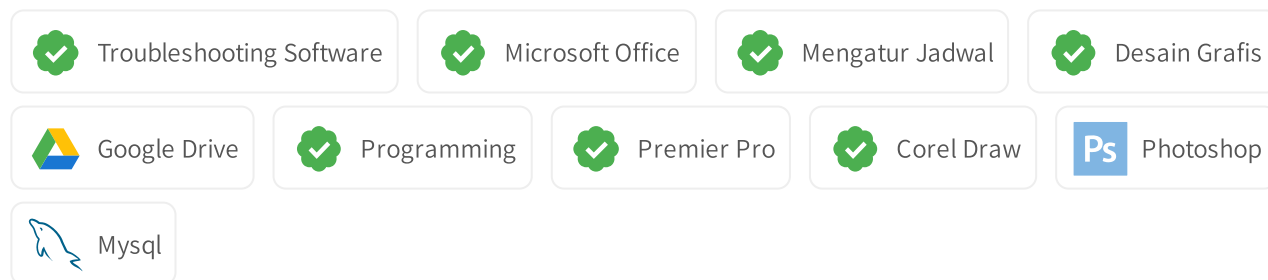 Troubleshooting Software Microsoft Office Mengatur Jadwal Desain Grafis
Google Drive Programming Premier Pro Corel Draw Ps Photoshop
Mysql